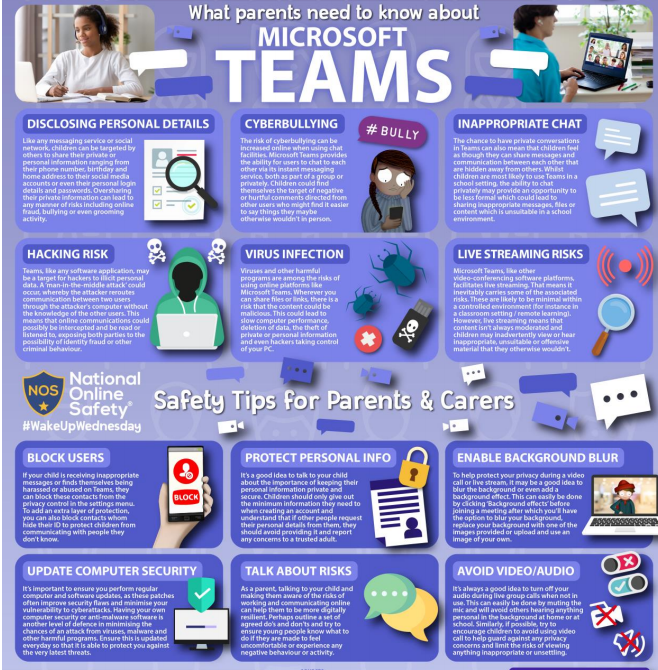 What parents need to know about
MICROSOFT
TEAMS
DISCLOSING PERSONAL DETAILS
Like any messaging service or social
network, children can be targeted by
others to share their private or
personal information ranging from
their phone number, birthday and
home address to their social media
accounts or even their personal login
details and passwords. Oversharing
their private information can lead to
any manner of risks including online
fraud, bullying or even grooming
activity.
CYBERBULLYING
The risk of cyberbullying can be
increased online when using chat
facilities. Microsoft Teams provides
the ability for users to chat to each
other via its instant messaging
service, both as part of a group or
privately. Children could find
themselves the target of negative
or hurtful comments directed from
other users who might find it easier
to say things they maybe
otherwise wouldn't in person.
# BULLY
INAPPROPRIATE CHAT
The chance to have private conversations
in Teams can also mean that children feel
as though they can share messages and
communication between each other that
are hidden away from others. Whilst
children are most likely to use Teams in a
school setting, the ability to chat
privately may provide an opportunity to
be less formal which could lead to
sharing inappropriate messages, files or
content which is unsuitable in a school
environment.
HACKING RISK
Teams, like any software application, may
be a target for hackers to illicit personal
data. A 'man-in-the-middle attack' could
occur, whereby the attacker reroutes
communication between two users
through the attacker's computer without
the knowledge of the other users. This
means that online communications could
possibly be intercepted and be read or
listened to, exposing both parties to the
possibility of identity fraud or other
criminal behaviour.
VIRUS INFECTION
Viruses and other harmful
programs are among the risks of
using online platforms like
Microsoft Teams. Wherever you
can share files or links, there is a
risk that the content could be
malicious. This could lead to
slow computer performance,
deletion of data, the theft of
private or personal information
and even hackers taking control
of your PC.
LIVE STREAMING RISKS
Microsoft Teams, like other
video-conferencing software platforms,
facilitates live streaming. That means it
inevitably carries some of the associated
risks. These are likely to be minimal within
a controlled environment (for instance in
a classroom setting / remote learning).
However, live streaming means that
content isn't always moderated and
children may inadvertently view or hear
inappropriate, unsuitable or offensive
material that they otherwise wouldn't.
NOS
National
Online
Safety®
#WakeUpWednesday
Safety Tips for Parents & Carers
BLOCK USERS
If your child is receiving inappropriate
messages or finds themselves being
harassed or abused on Teams, they
can block these contacts from the
privacy control in the settings menu.
To add an extra layer of protection,
you can also block contacts whom
hide their ID to protect children from
communicating with people they
don't know.
BLOCK
PROTECT PERSONAL INFO
It's a good idea to talk to your child
about the importance of keeping their
personal information private and
secure. Children should only give out
the minimum information they need to
when creating an account and
understand that if other people request
their personal details from them, they
should avoid providing it and report
any concerns to a trusted adult.
ENABLE BACKGROUND BLUR
To help protect your privacy during a video
call or live stream, it may be a good idea to
blur the background or even add a
background effect. This can easily be done
by clicking 'Background effects' before
joining a meeting after which you'll have
the option to blur your background,
replace your background with one of the
images provided or upload and use an
image of your own.
UPDATE COMPUTER SECURITY
It's important to ensure you perform regular
computer and software updates, as these patches
often improve security flaws and minimise your
vulnerability to cyberattacks. Having your own
computer security or anti-malware software is
another level of defence in minimising the
chances of an attack from viruses, malware and
other harmful programs. Ensure this is updated
everyday so that it is able to protect you against
the very latest threats.
TALK ABOUT RISKS
As a parent, talking to your child and
making them aware of the risks of
working and communicating online
can help them to be more digitally
resilient. Perhaps outline a set of
agreed do's and don'ts and try to
ensure young people know what to
do if they are made to feel
uncomfortable or experience any
negative behaviour or activity.
AVOID VIDEO/AUDIO
It's always a good idea to turn off your
audio during live group calls when not in
use. This can easily be done by muting the
mic and will avoid others hearing anything
personal in the background at home or at
school. Similarly, if possible, try to
encourage children to avoid using video
call to help guard against any privacy
concerns and limit the risks of viewing
anything inappropriate or unsettling.